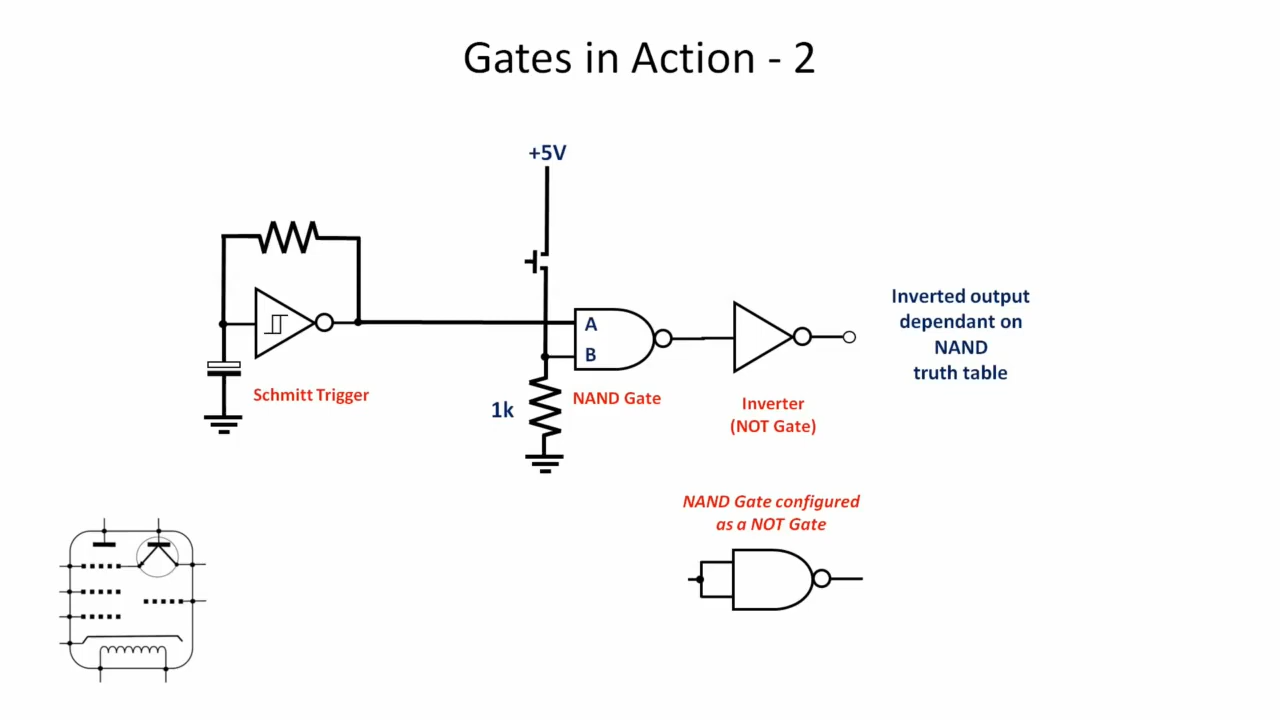 Gates in Action - 2
+5V
A
B
1k
Schmitt Trigger
NAND Gate
Inverter
(NOT Gate)
Inverted output
dependant on
NAND
truth table
NAND Gate configured
as a NOT Gate